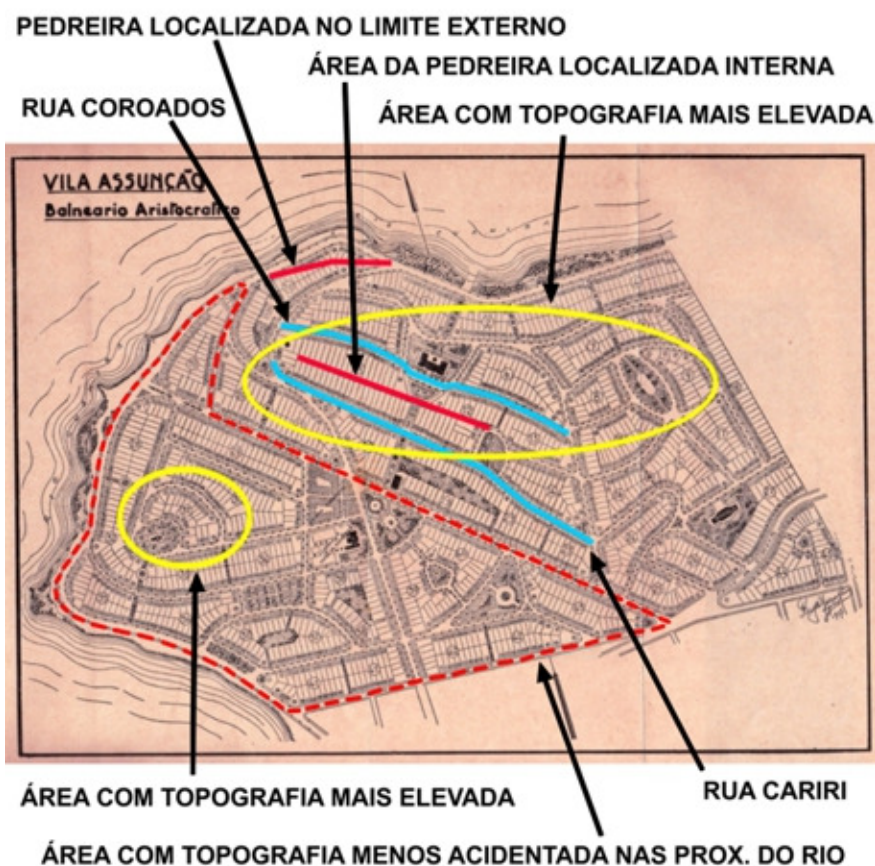 PEDREIRA LOCALIZADA NO LIMITE EXTERNO
ÁREA DA PEDREIRA LOCALIZADA INTERNA
RUA COROADOS
ÁREA COM TOPOGRAFIA MAIS ELEVADA
VILA ASSUNÇÃO
Balneario Aristocratico
RUA CARIRI
ÁREA COM TOPOGRAFIA MAIS ELEVADA
ÁREA COM TOPOGRAFIA MENOS ACIDENTADA NAS PROX. DO RIO